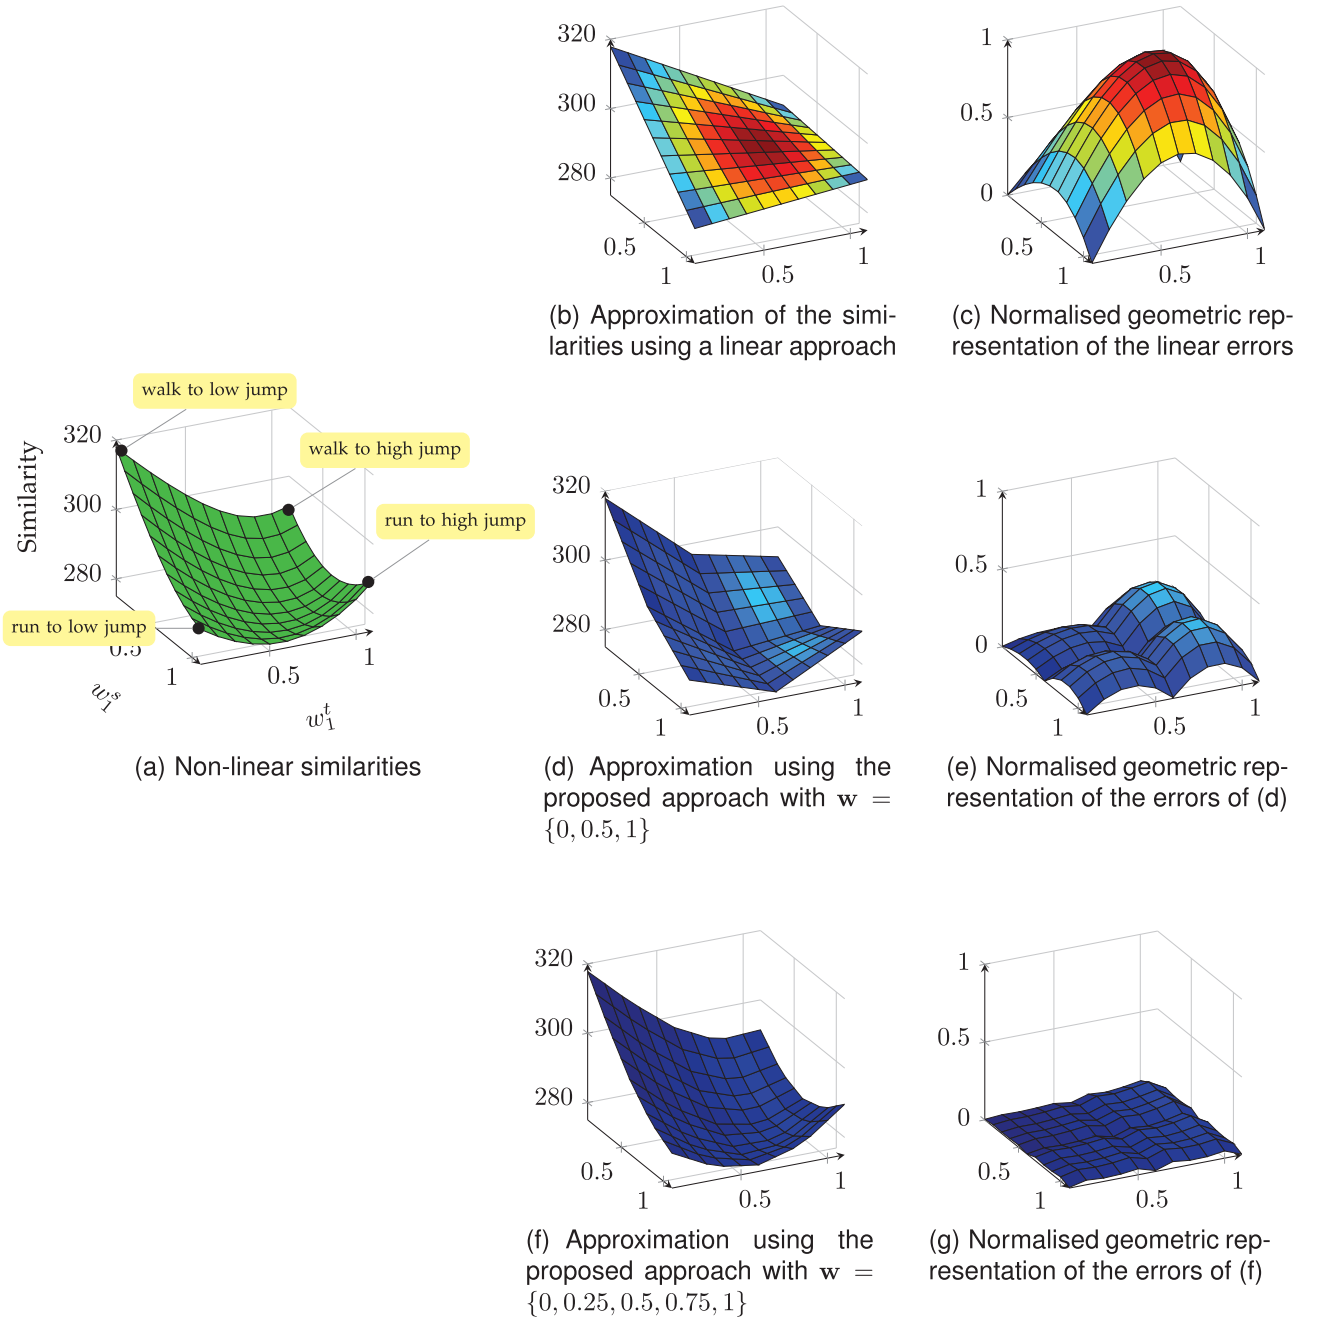 320
300
280
0.5
1
0.5
1
(b) Approximation of the simi-
larities using a linear approach
1
0.5
0
0.5
1
0.5
1
(c) Normalised geometric rep-
resentation of the linear errors
walk to low jump
walk to high jump
run to high jump
run to low jump
Similarity
320
300
280
0.5
1
0.5
1
w₁ˢ
w₁ᵗ
(a) Non-linear similarities
320
300
280
0.5
1
0.5
1
(d) Approximation using the
proposed approach with w =
{0, 0.5, 1}
1
0.5
0
0.5
1
0.5
1
(e) Normalised geometric rep-
resentation of the errors of (d)
320
300
280
0.5
1
0.5
1
(f) Approximation using the
proposed approach with w =
{0, 0.25, 0.5, 0.75, 1}
1
0.5
0
0.5
1
0.5
1
(g) Normalised geometric rep-
resentation of the errors of (f)